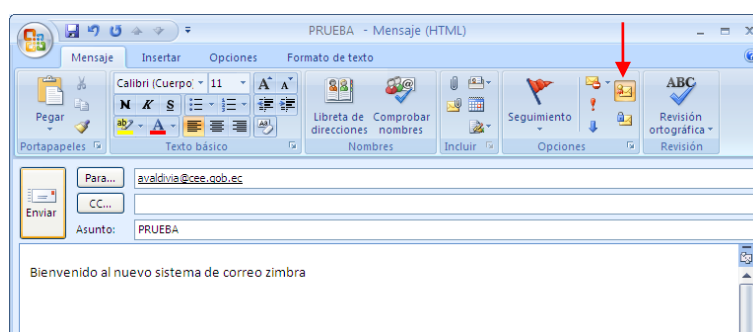 PRUEBA - Mensaje (HTML)
Mensaje Insertar Opciones Formato de texto
Calibri (Cuerpo) 11 A A
N K S
ab A
Pegar
Libreta de direcciones
Comprobar nombres
Seguimiento
ABC
Revisión ortográfica
Portapapeles Texto básico Nombres Incluir Opciones Revisión
Enviar
Para... avaldivia@cee.gob.ec
CC...
Asunto: PRUEBA
Bienvenido al nuevo sistema de correo zimbra